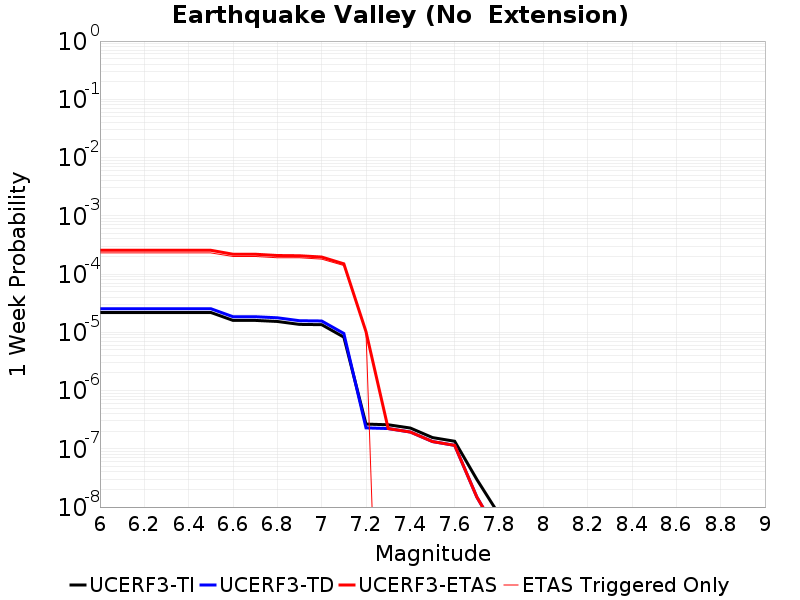 Earthquake Valley (No  Extension)
10^0
10^-1
10^-2
10^-3
10^-4
10^-5
10^-6
10^-7
10^-8
1 Week Probability
6 6.2 6.4 6.6 6.8 7 7.2 7.4 7.6 7.8 8 8.2 8.4 8.6 8.8 9
Magnitude
UCERF3-TI UCERF3-TD UCERF3-ETAS ETAS Triggered Only